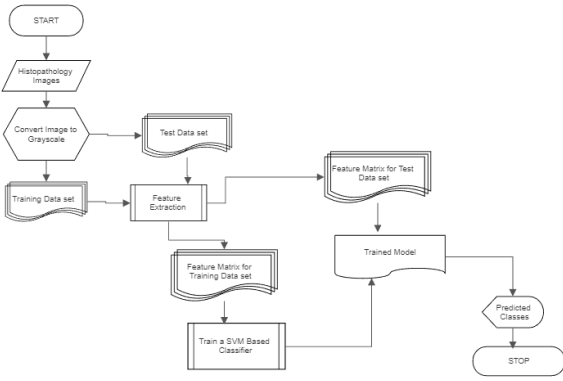 START
Histopathology
Images
Convert Image to
Grayscale
Test Data set
Training Data set
Feature
Extraction
Feature Matrix for Test
Data set
Feature Matrix for
Training Data set
Trained Model
Train a SVM Based
Classifier
Predicted
Classes
STOP